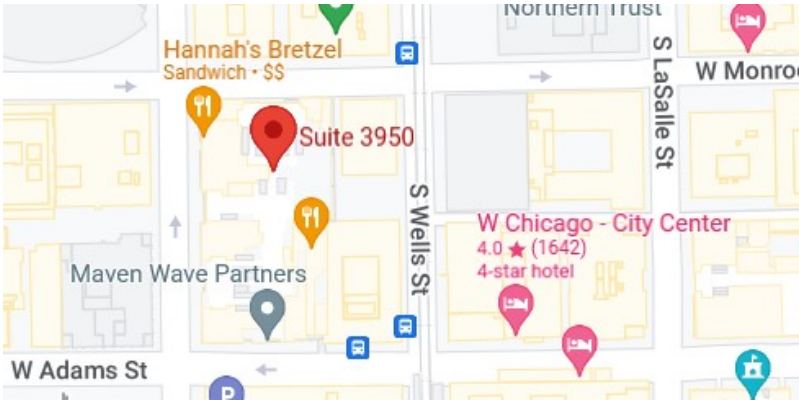 Northern Trust
Hannah's Bretzel
Sandwich • $$
W Monroe
S LaSalle St
Suite 3950
S Wells St
W Chicago - City Center
4.0 ★ (1642)
4-star hotel
Maven Wave Partners
W Adams St
P